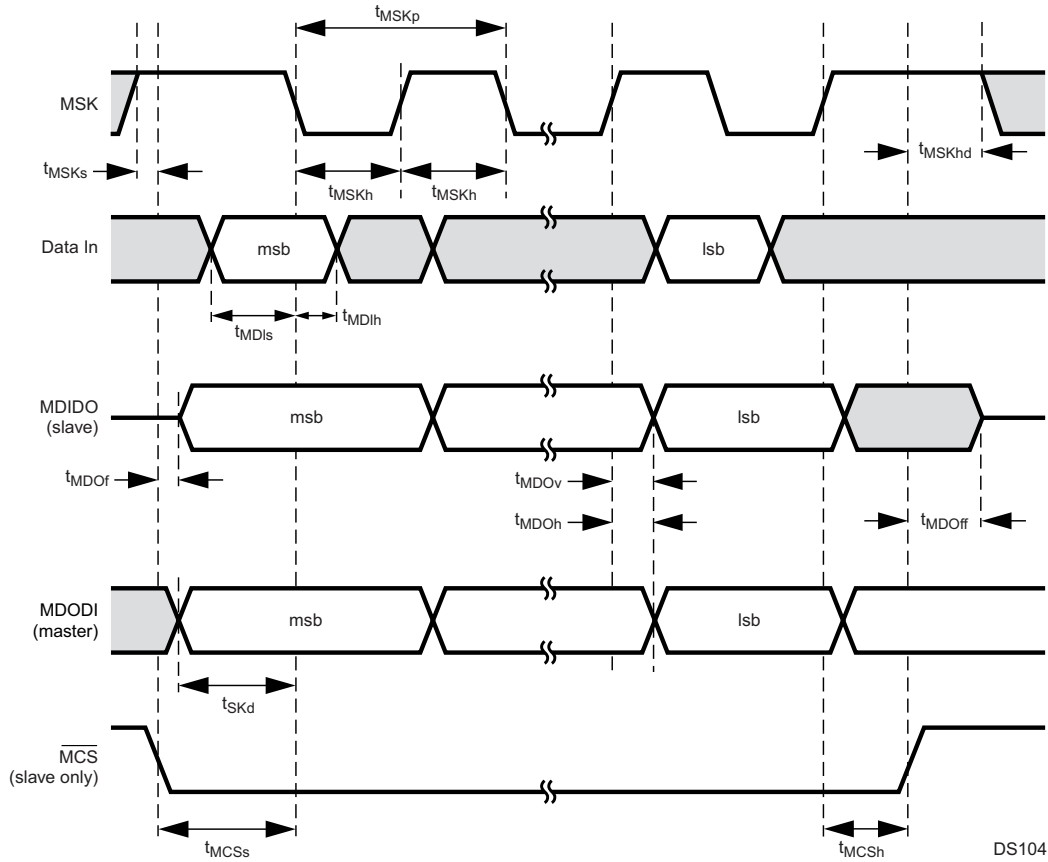 tMSKp
MSK
tMSKs
tMSKh
tMSKh
tMSKhd
Data In
msb
lsb
tMDIs
tMDIh
MDIDO
(slave)
msb
lsb
tMDOf
tMDOv
tMDOh
tMDOff
MDODI
(master)
msb
lsb
tSKd
MCS
(slave only)
tMCSs
tMCSh
DS104